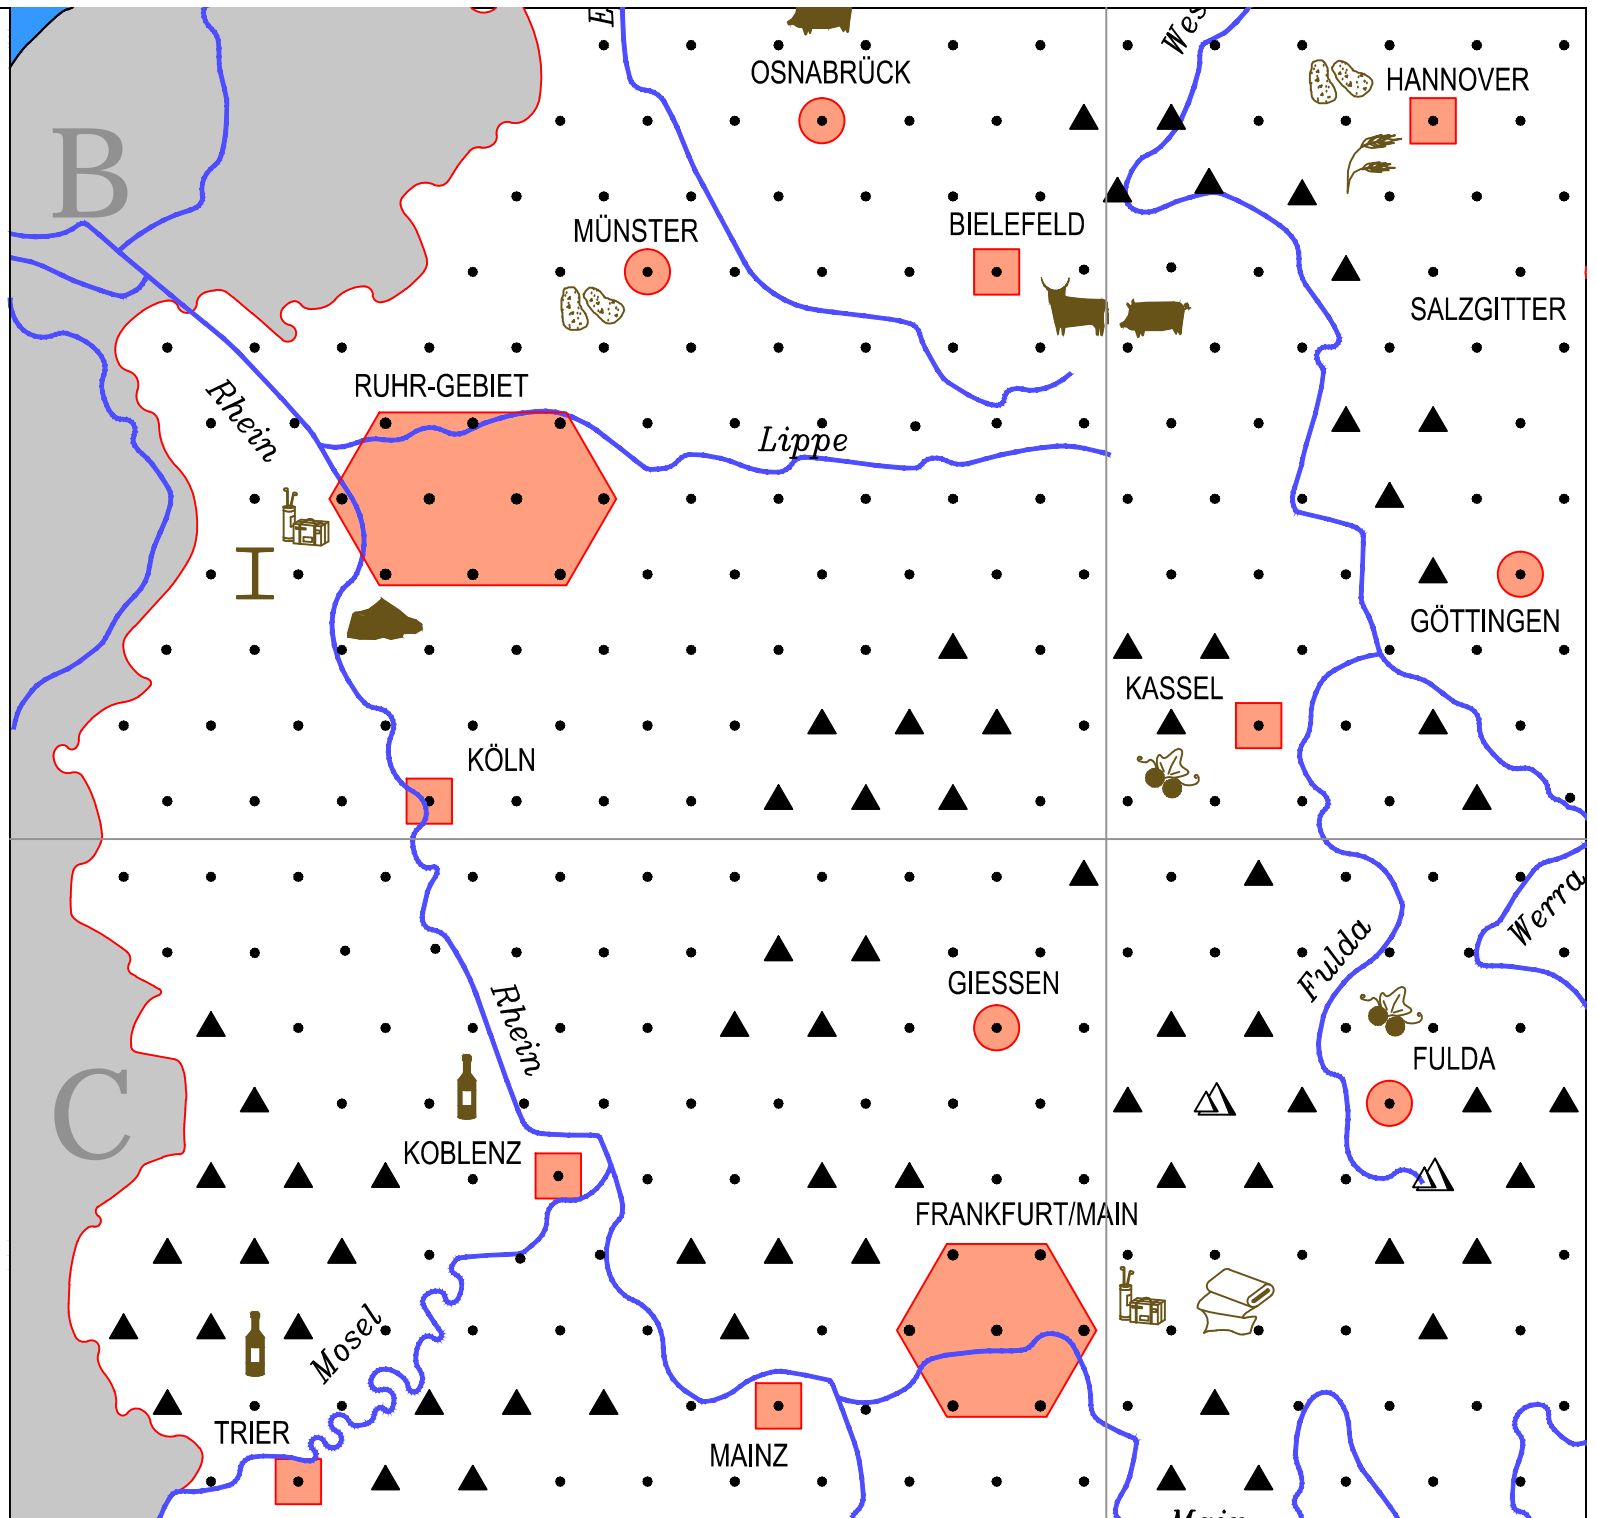 OSNABRÜCK
HANNOVER
B
MÜNSTER
BIELEFELD
SALZGITTER
RUHR-GEBIET
Rhein
Lippe
GÖTTINGEN
KASSEL
KÖLN
Werra
Fulda
GIESSEN
Rhein
FULDA
C
KOBLENZ
FRANKFURT/MAIN
Mosel
TRIER
MAINZ